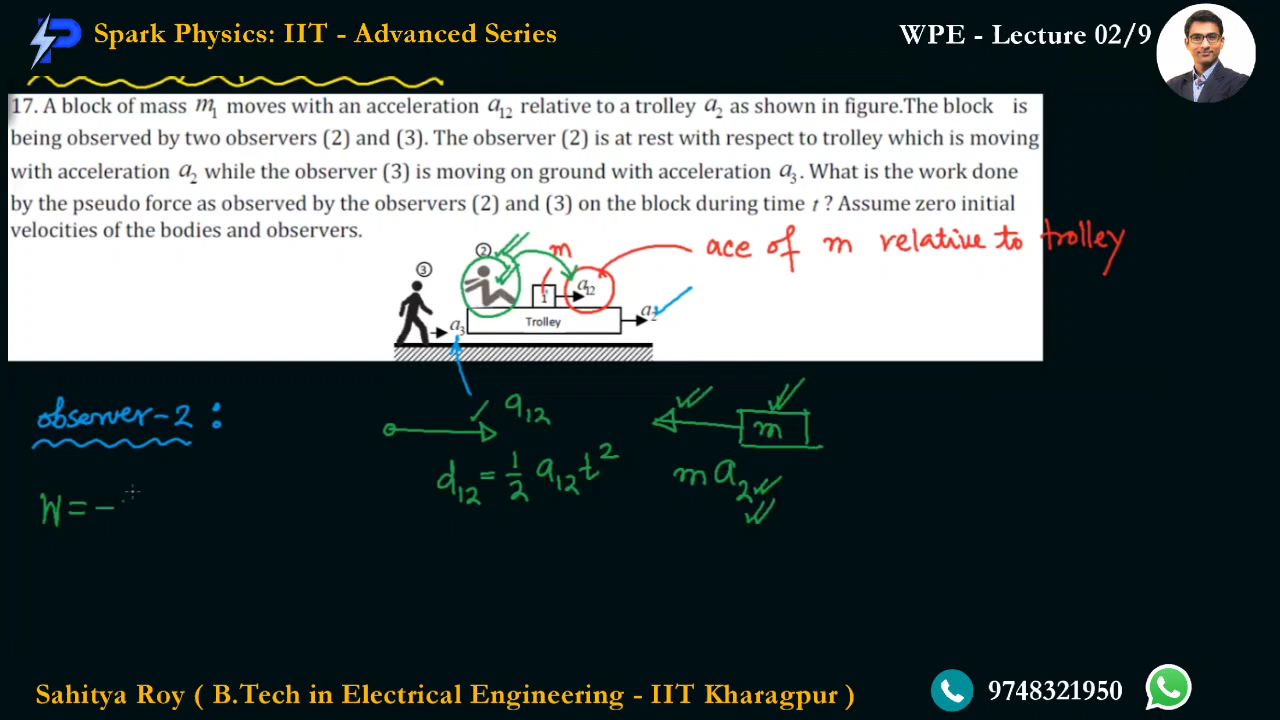 Spark Physics: IIT - Advanced Series
WPE - Lecture 02/9
17. A block of mass m₁ moves with an acceleration a₁₂ relative to a trolley a₂ as shown in figure.The block is
being observed by two observers (2) and (3). The observer (2) is at rest with respect to trolley which is moving
with acceleration a₂ while the observer (3) is moving on ground with acceleration a₃. What is the work done
by the pseudo force as observed by the observers (2) and (3) on the block during time t ? Assume zero initial
velocities of the bodies and observers.
ace of m relative to trolley
② m
③ 1 a₁₂
a₃ Trolley a₂
observer-2 :
a₁₂
m
d₁₂ = 1/2 a₁₂ t²
m a₂
W = -
Sahitya Roy ( B.Tech in Electrical Engineering - IIT Kharagpur )
9748321950